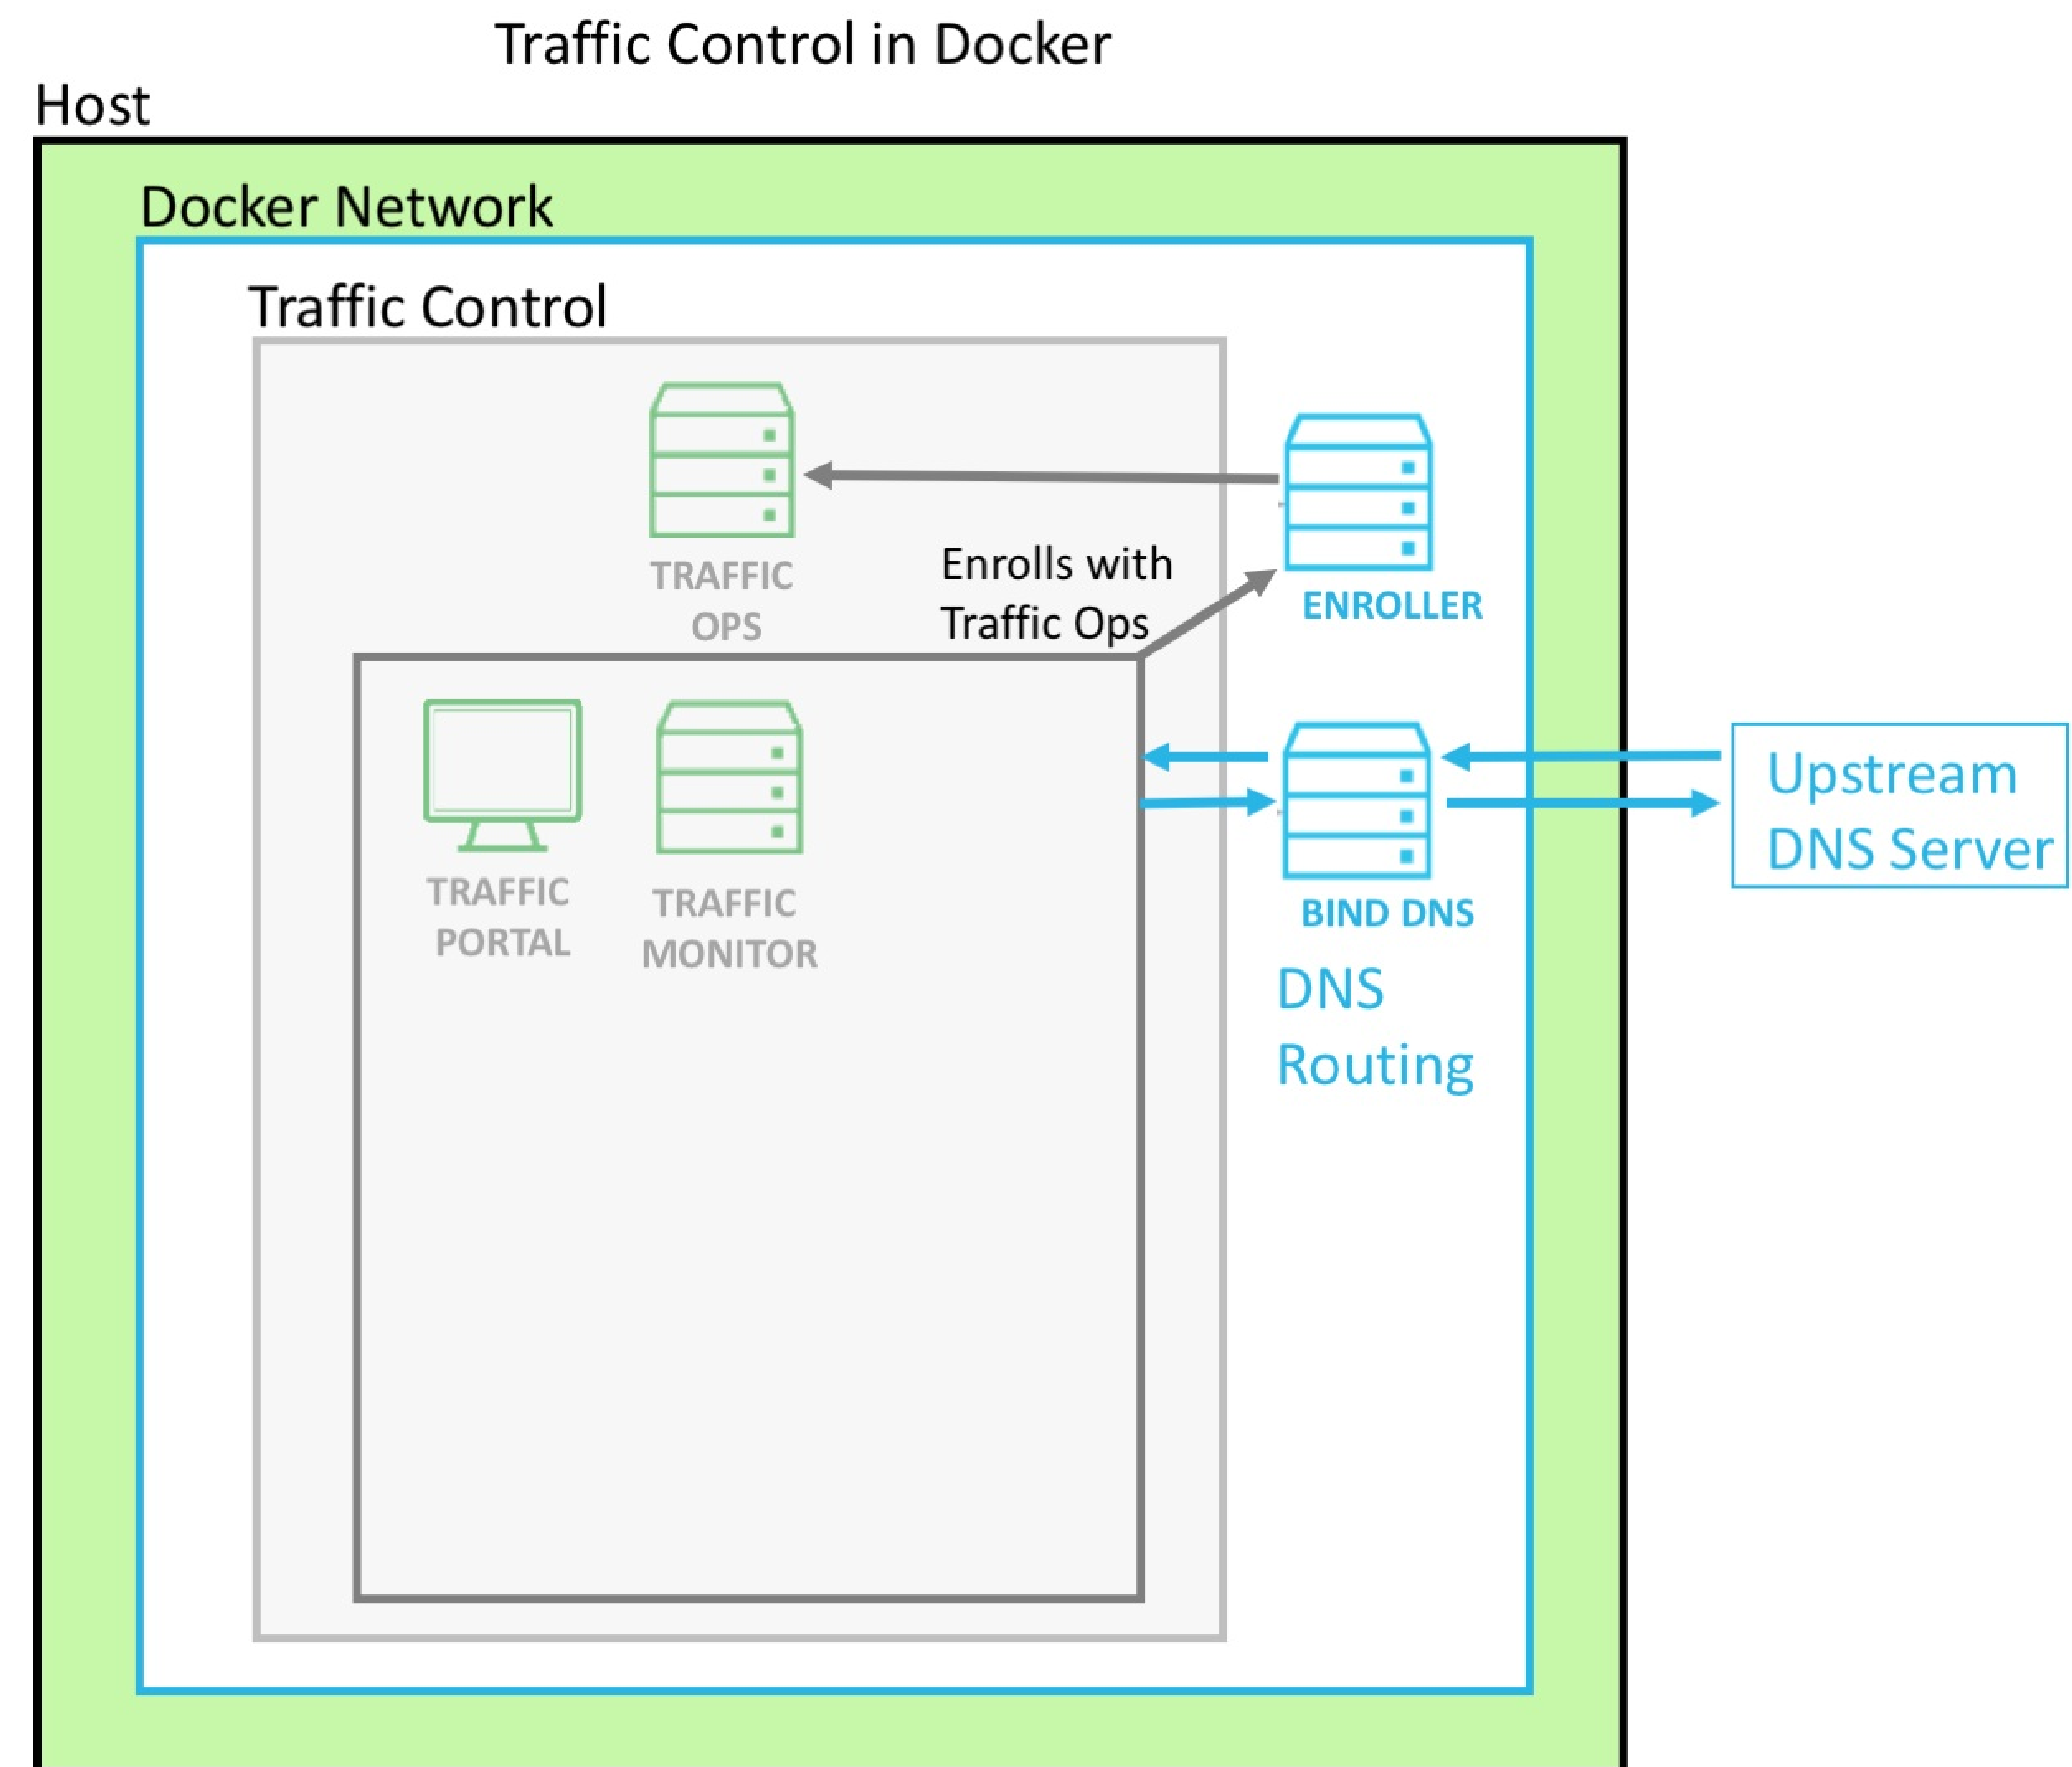 Traffic Control in Docker
Host
Docker Network
Traffic Control
TRAFFIC
OPS
Enrolls with
Traffic Ops
ENROLLER
TRAFFIC
PORTAL
TRAFFIC
MONITOR
BIND DNS
DNS
Routing
Upstream
DNS Server